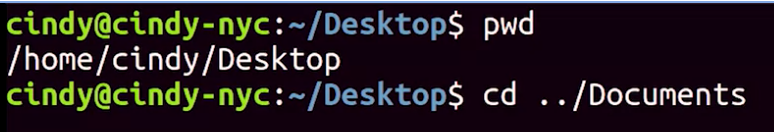 cindy@cindy-nyc:~/Desktop$ pwd
/home/cindy/Desktop
cindy@cindy-nyc:~/Desktop$ cd ../Documents